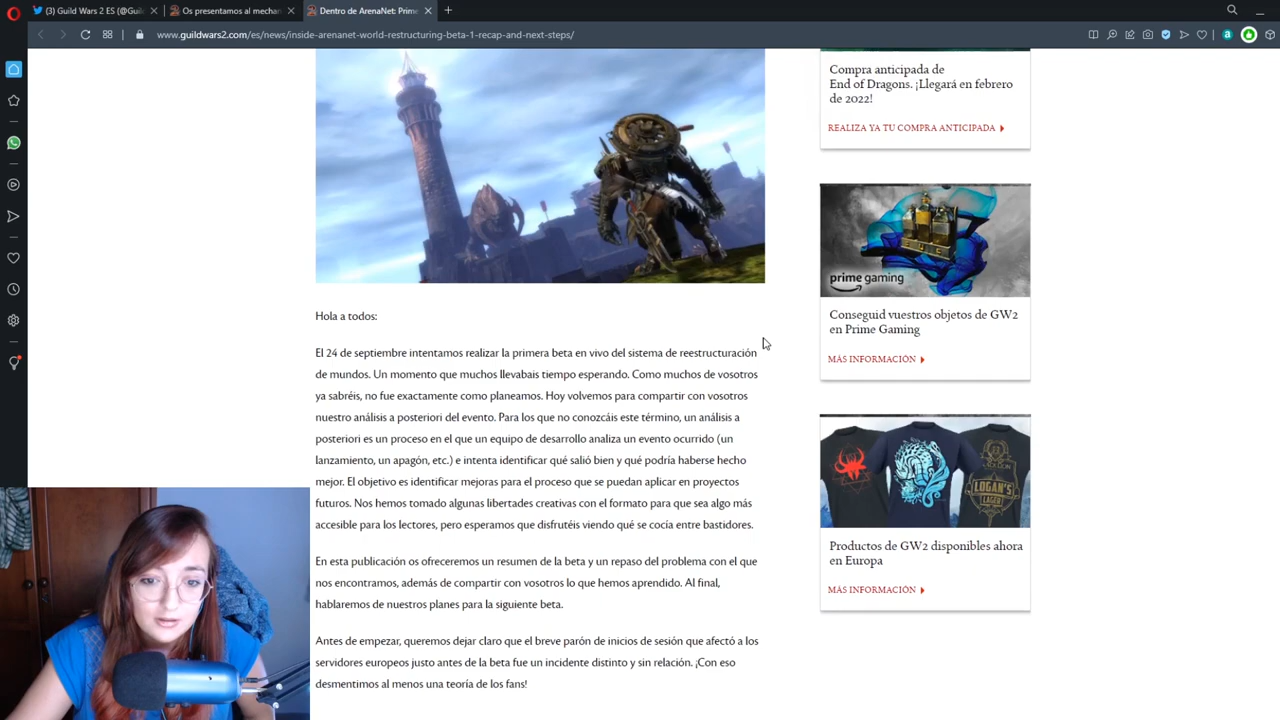 (3) Guild Wars 2 ES (@Guil
Os presentamos al mechan
Dentro de ArenaNet: Prime
www.guildwars2.com/es/news/inside-arenanet-world-restructuring-beta-1-recap-and-next-steps/
Hola a todos:
El 24 de septiembre intentamos realizar la primera beta en vivo del sistema de reestructuración
de mundos. Un momento que muchos llevabais tiempo esperando. Como muchos de vosotros
ya sabréis, no fue exactamente como planeamos. Hoy volvemos para compartir con vosotros
nuestro análisis a posteriori del evento. Para los que no conozcáis este término, un análisis a
posteriori es un proceso en el que un equipo de desarrollo analiza un evento ocurrido (un
lanzamiento, un apagón, etc.) e intenta identificar qué salió bien y qué podría haberse hecho
mejor. El objetivo es identificar mejoras para el proceso que se puedan aplicar en proyectos
futuros. Nos hemos tomado algunas libertades creativas con el formato para que sea algo más
accesible para los lectores, pero esperamos que disfrutéis viendo qué se cocía entre bastidores.
En esta publicación os ofreceremos un resumen de la beta y un repaso del problema con el que
nos encontramos, además de compartir con vosotros lo que hemos aprendido. Al final,
hablaremos de nuestros planes para la siguiente beta.
Antes de empezar, queremos dejar claro que el breve parón de inicios de sesión que afectó a los
servidores europeos justo antes de la beta fue un incidente distinto y sin relación. ¡Con eso
desmentimos al menos una teoría de los fans!
Compra anticipada de
End of Dragons. ¡Llegará en febrero
de 2022!
REALIZA YA TU COMPRA ANTICIPADA
prime gaming
Conseguid vuestros objetos de GW2
en Prime Gaming
MÁS INFORMACIÓN
LOGAN'S
LAGER
Productos de GW2 disponibles ahora
en Europa
MÁS INFORMACIÓN